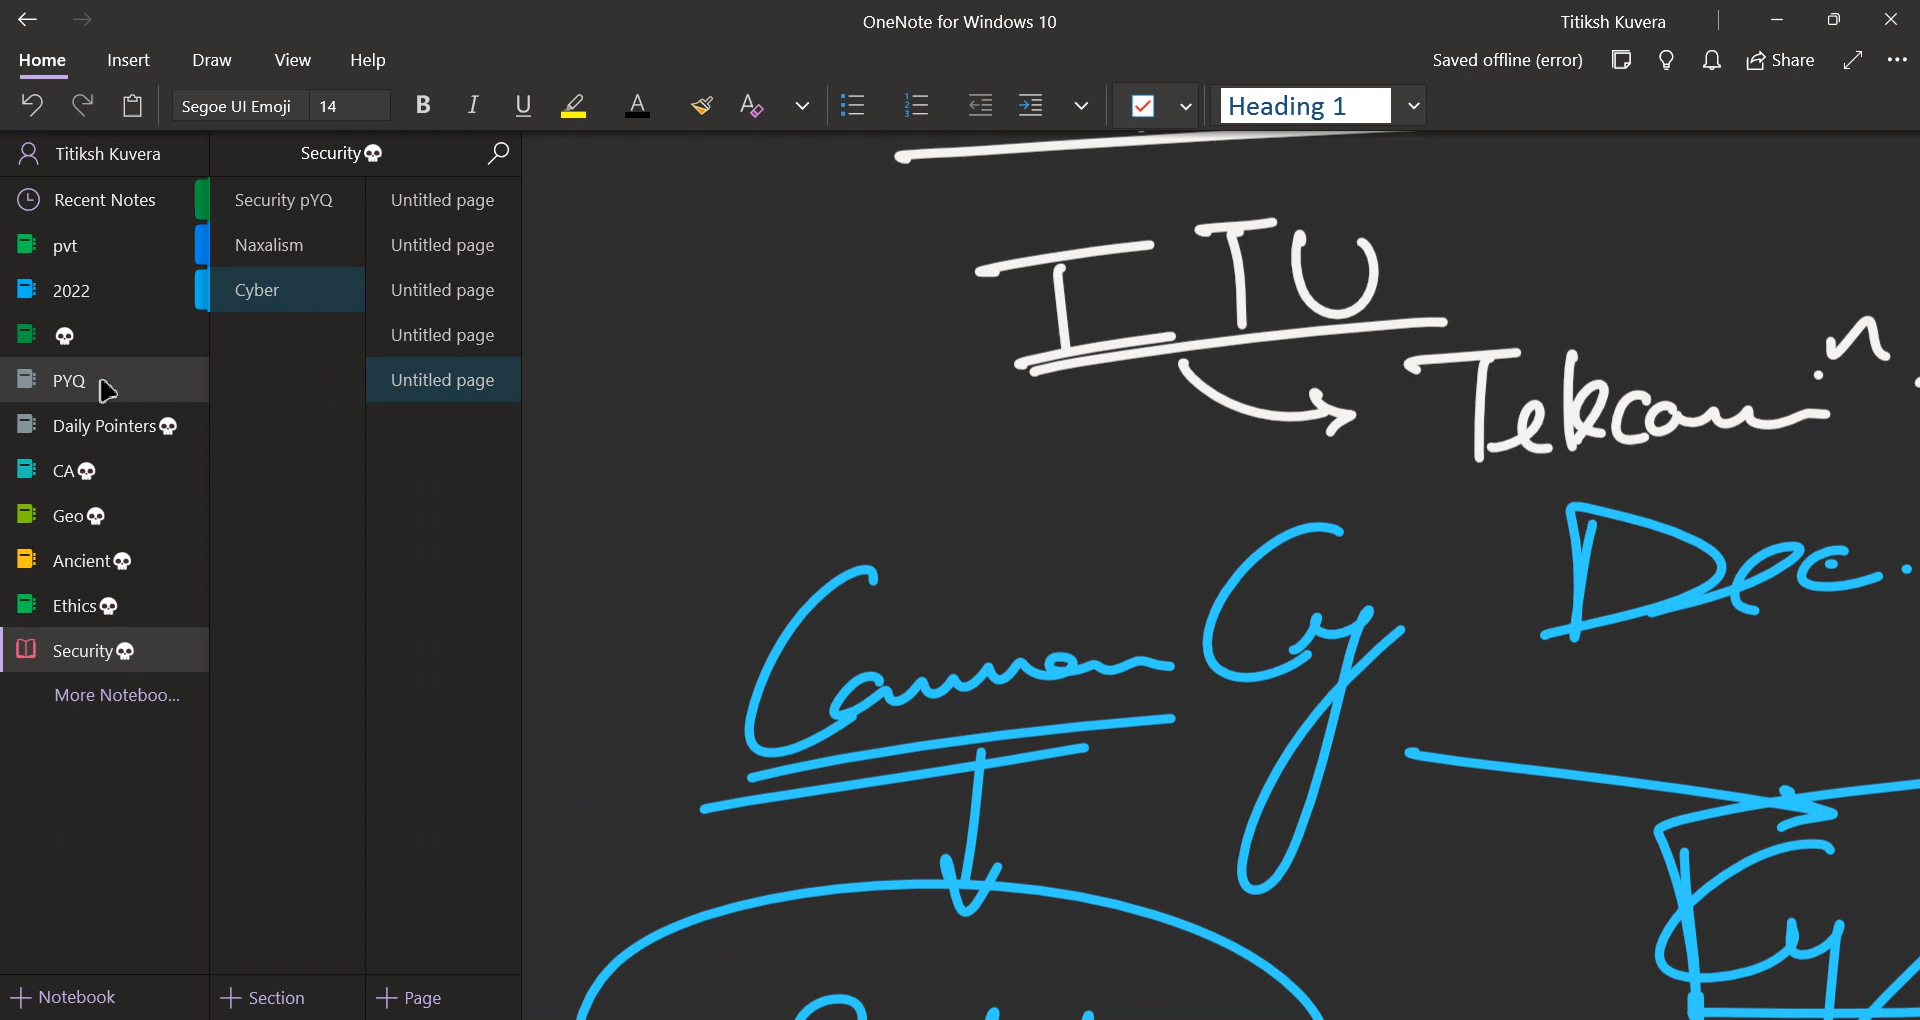 OneNote for Windows 10
Titiksh Kuvera
Home Insert Draw View Help
Saved offline (error)
Share
Segoe UI Emoji 14
B I U A
Heading 1
Titiksh Kuvera
Security💀
Recent Notes
pvt
2022
💀
PYQ
Daily Pointers💀
CA💀
Geo💀
Ancient💀
Ethics💀
Security💀
More Noteboo...
Security pYQ
Naxalism
Cyber
Untitled page
Untitled page
Untitled page
Untitled page
Untitled page
Notebook
Section
Page
ITU
Dec.
Cy
Cy